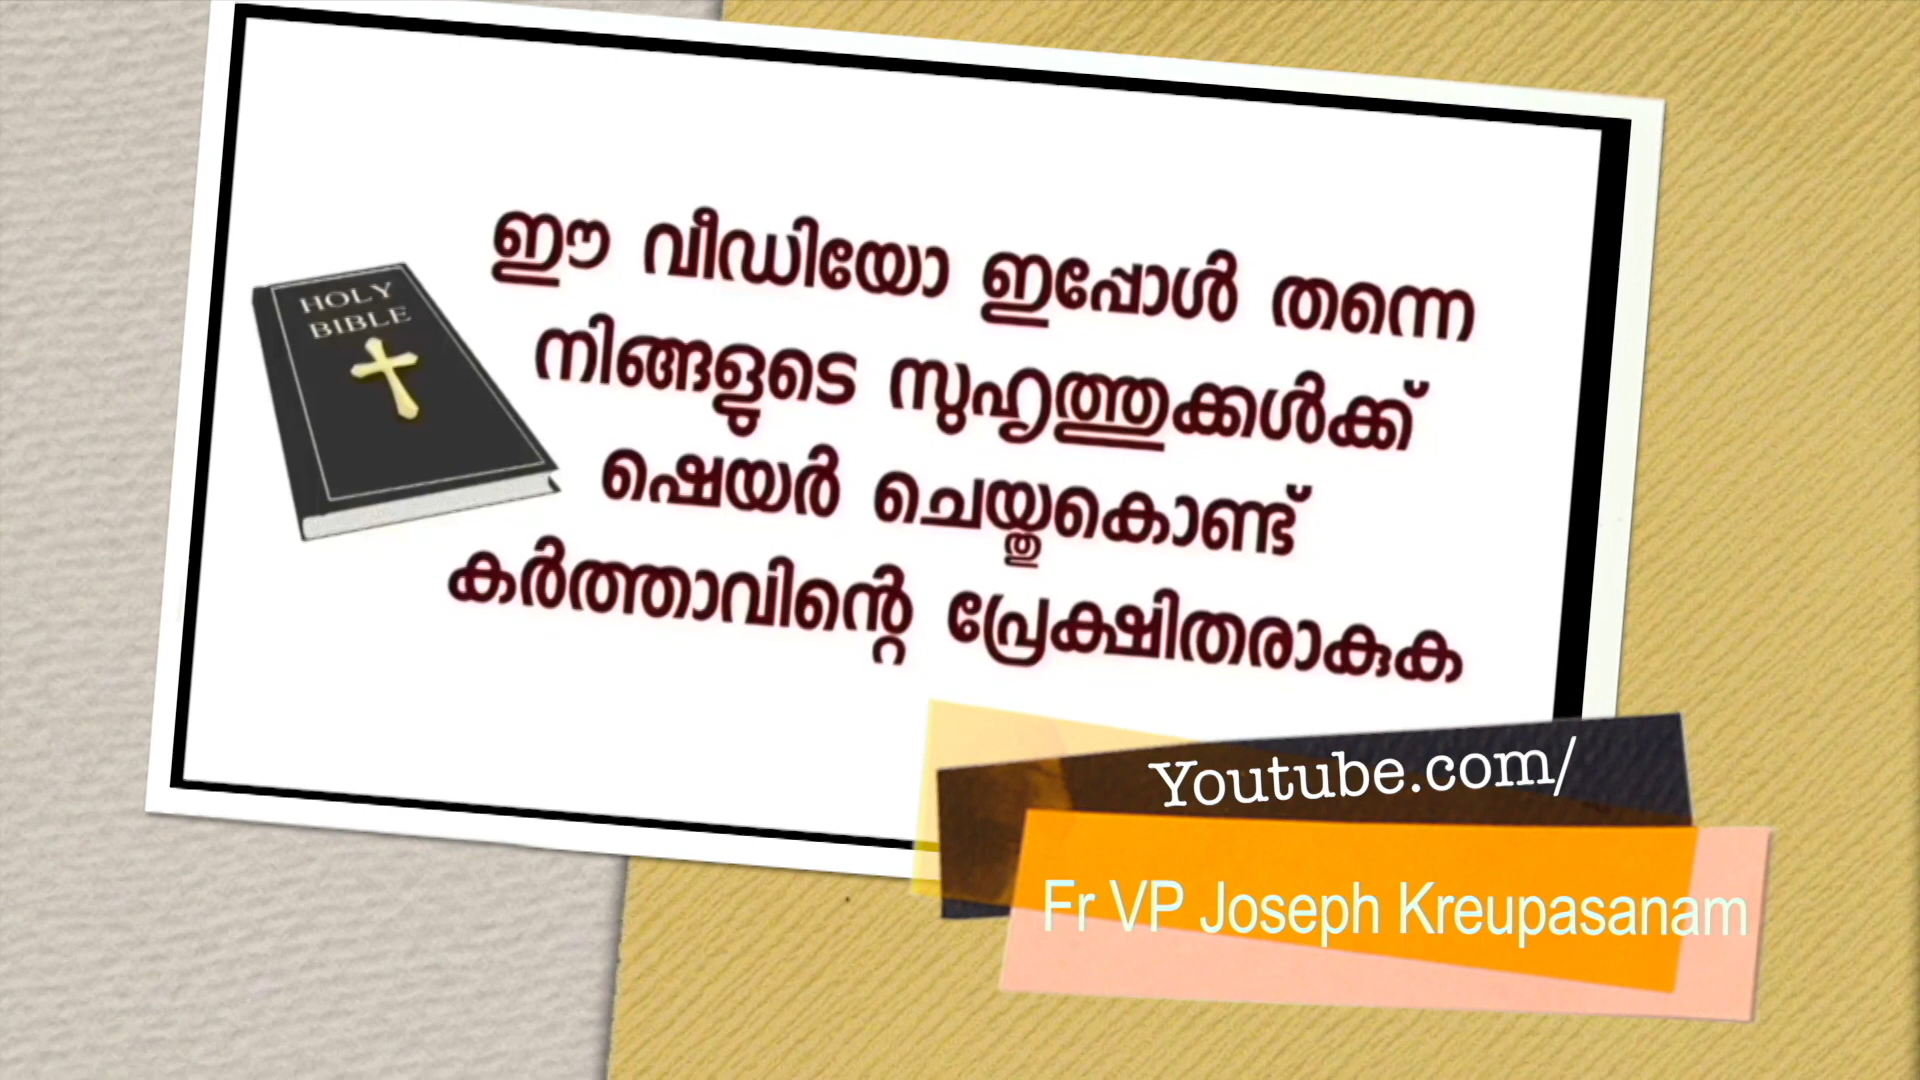 HOLY
BIBLE
ഈ വീഡിയോ ഇപ്പോൾ തന്നെ
നിങ്ങളുടെ സുഹൃത്തുക്കൾക്ക്
ഷെയർ ചെയ്തുകൊണ്ട്
കർത്താവിന്റെ പ്രേക്ഷിതരാകുക
Youtube.com/
Fr VP Joseph Kreupasanam